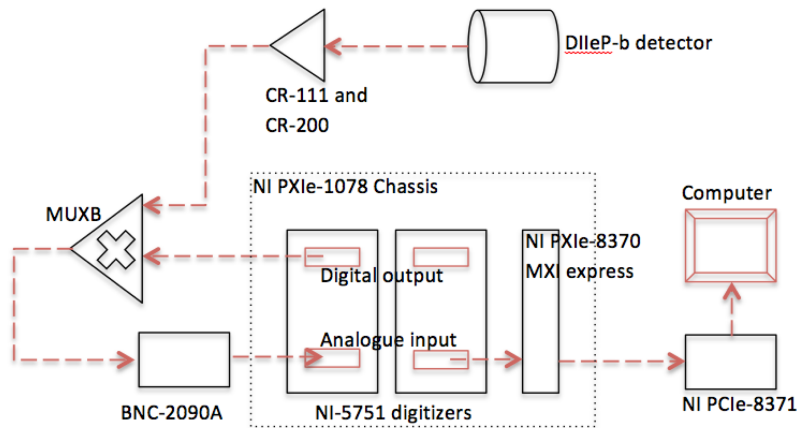 DIIeP-b detector
CR-111 and
CR-200
NI PXIe-1078 Chassis
MUXB
Computer
NI PXIe-8370
MXI express
Digital output
Analogue input
BNC-2090A
NI-5751 digitizers
NI PCIe-8371